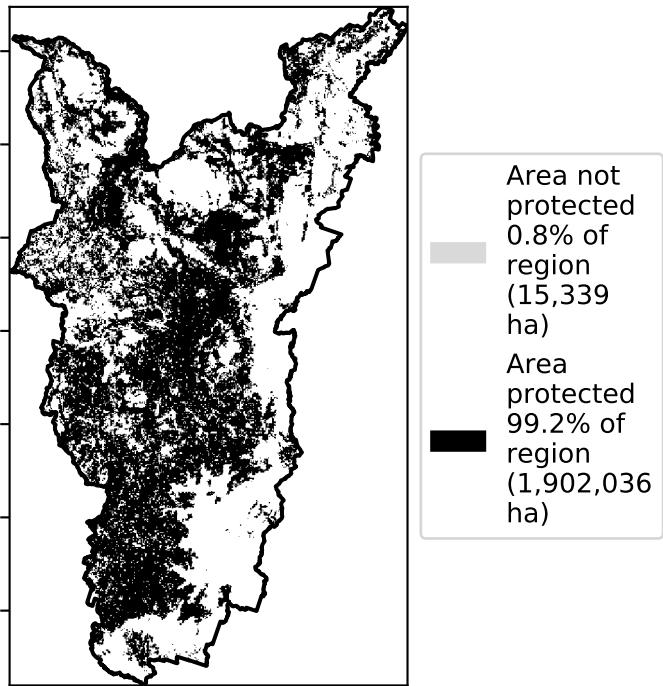 Area not
protected
0.8% of
region
(15,339
ha)
Area
protected
99.2% of
region
(1,902,036
ha)